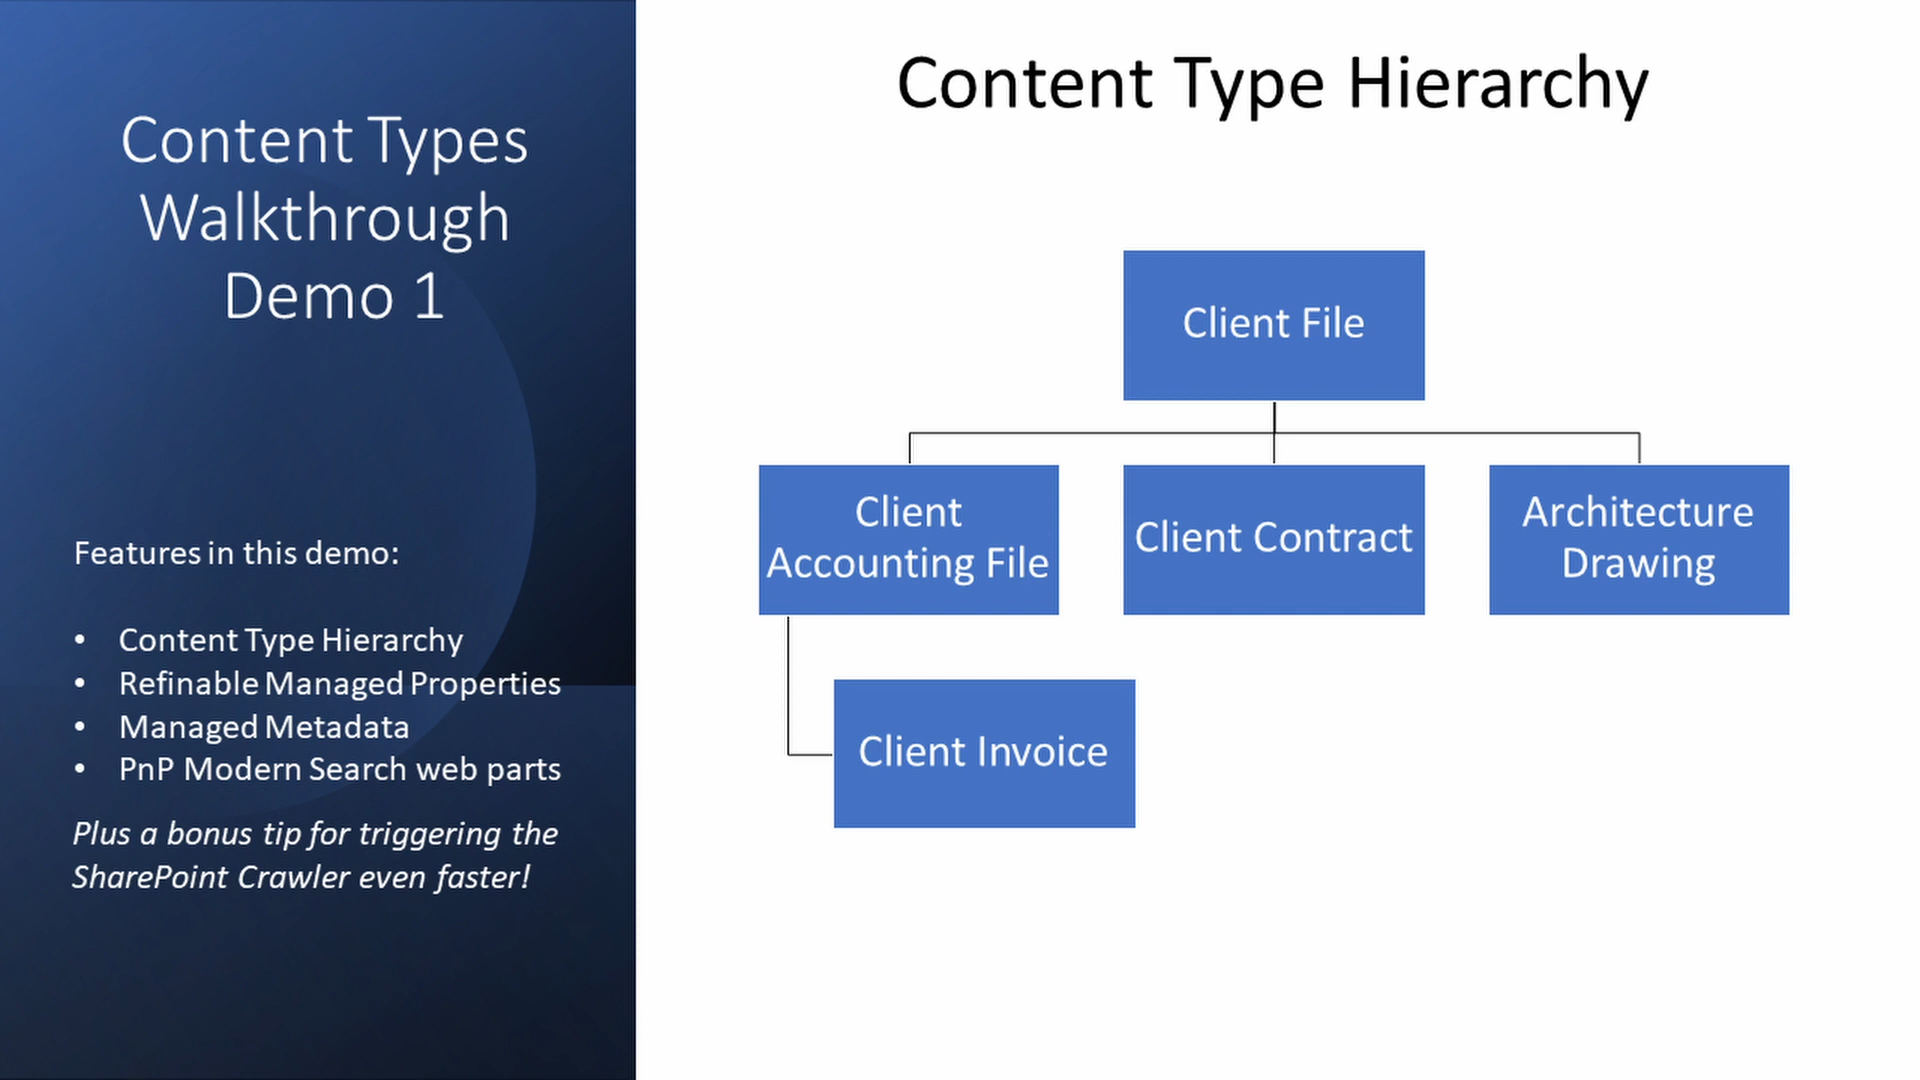 Content Types
Walkthrough
Demo 1
Features in this demo:
• Content Type Hierarchy
• Refinable Managed Properties
• Managed Metadata
• PnP Modern Search web parts
Plus a bonus tip for triggering the
SharePoint Crawler even faster!
Content Type Hierarchy
Client File
Client
Accounting File
Client Contract
Architecture
Drawing
Client Invoice